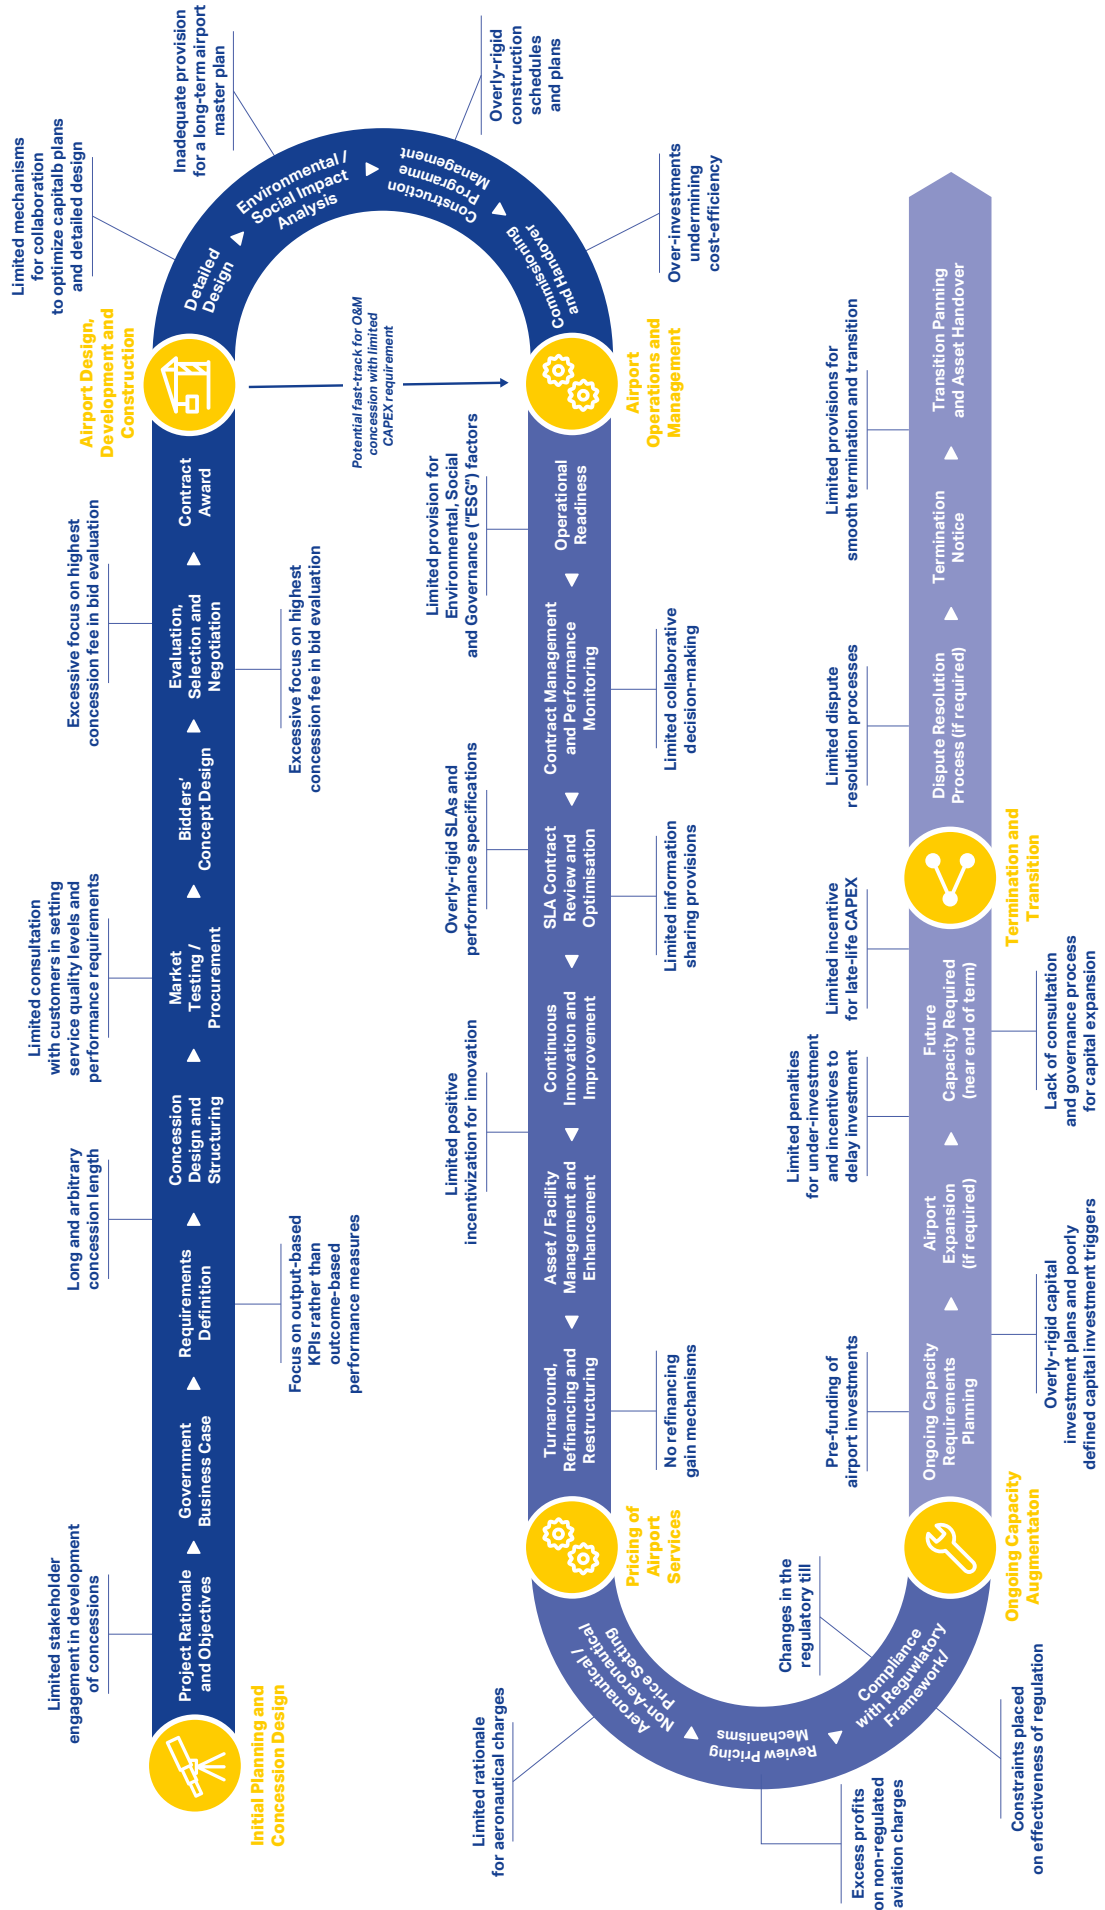 Initial Planning and
Concession Design
Limited stakeholder
engagement in development
of concessions
Project Rationale
and Objectives
Government
Business Case
Requirements
Definition
Focus on output-based
KPIs rather than
outcome-based
performance measures
Long and arbitrary
concession length
Concession
Design and
Structuring
Limited consultation
with customers in setting
service quality levels and
performance requirements
Market
Testing /
Procurement
Bidders’
Concept Design
Excessive focus on highest
concession fee in bid evaluation
Evaluation,
Selection and
Negotiation
Excessive focus on highest
concession fee in bid evaluation
Contract
Award
Airport Design,
Development and
Construction
Limited mechanisms
for collaboration
to optimize capitalb plans
and detailed design
Detailed
Design
Inadequate provision
for a long-term airport
master plan
Environmental /
Social Impact
Analysis
Overly-rigid
construction
schedules
and plans
Construction
Programme
Management
Over-investments
undermining
cost-efficiency
Commissioning
and Handover
Potential fast-track for O&M
concession with limited
CAPEX requirement
Airport
Operations and
Management
Limited provision for
Environmental, Social
and Governance ("ESG") factors
Operational
Readiness
Contract Management
and Performance
Monitoring
Limited collaborative
decision-making
Overly-rigid SLAs and
performance specifications
SLA Contract
Review and
Optimisation
Limited information
sharing provisions
Continuous
Innovation and
Improvement
Limited positive
incentivization for innovation
Asset / Facility
Management and
Enhancement
Turnaround,
Refinancing and
Restructuring
No refinancing
gain mechanisms
Pricing of
Airport
Services
Limited rationale
for aeronautical charges
Aeronautical /
Non-Aeronautical
Price Setting
Review Pricing
Mechanisms
Excess profits
on non-regulated
aviation charges
Changes in the
regulatory till
Compliance
with Reguwlatory
Framework/
Constraints placed
on effectiveness of regulation
Ongoing Capacity
Augmentaton
Pre-funding of
airport investments
Ongoing Capacity
Requirements
Planning
Overly-rigid capital
investment plans and poorly
defined capital investment triggers
Airport
Expansion
(if required)
Limited penalties
for under-investment
and incentives to
delay investment
Future
Capacity Required
(near end of term)
Lack of consultation
and governance process
for capital expansion
Limited incentive
for late-life CAPEX
Termination and
Transition
Limited dispute
resolution processes
Dispute Resolution
Process (if required)
Termination
Notice
Limited provisions for
smooth termination and transition
Transition Panning
and Asset Handover